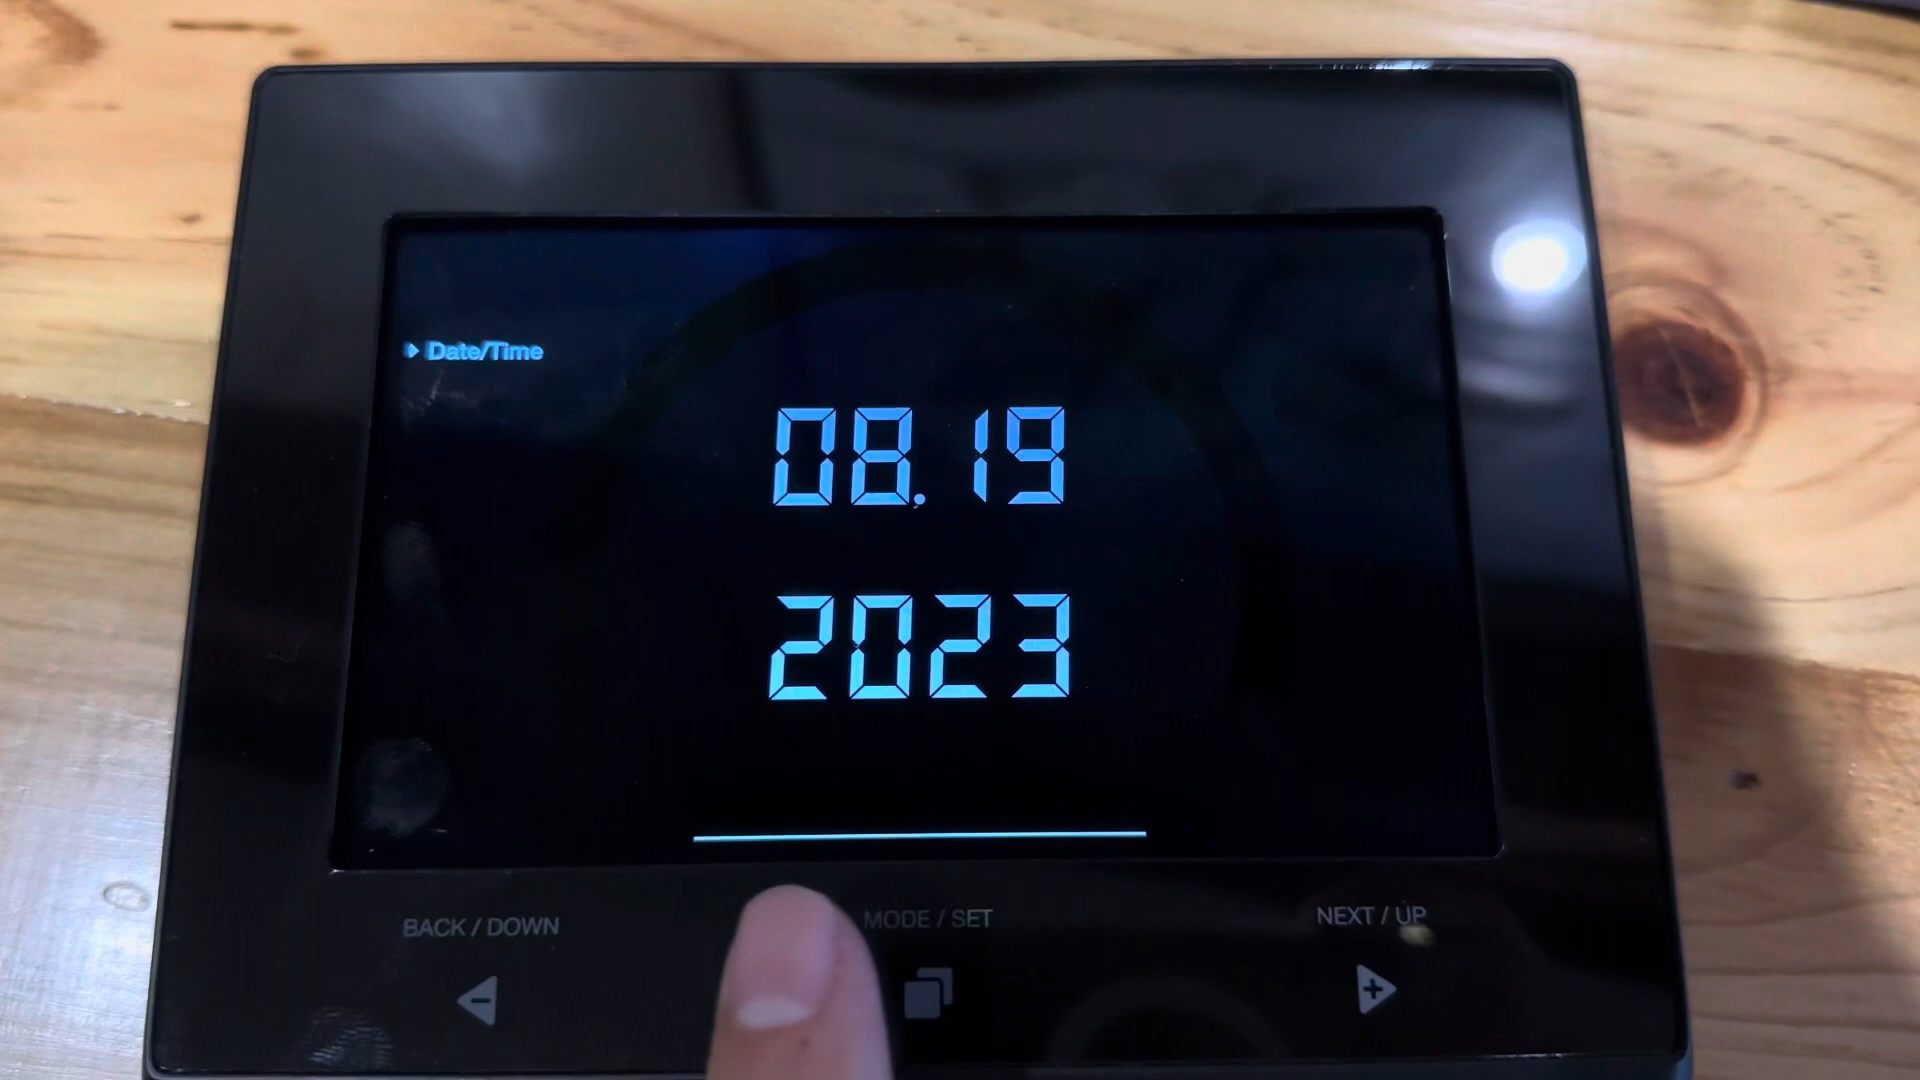 Date/Time
08.19
2023
BACK / DOWN
MODE / SET
NEXT / UP